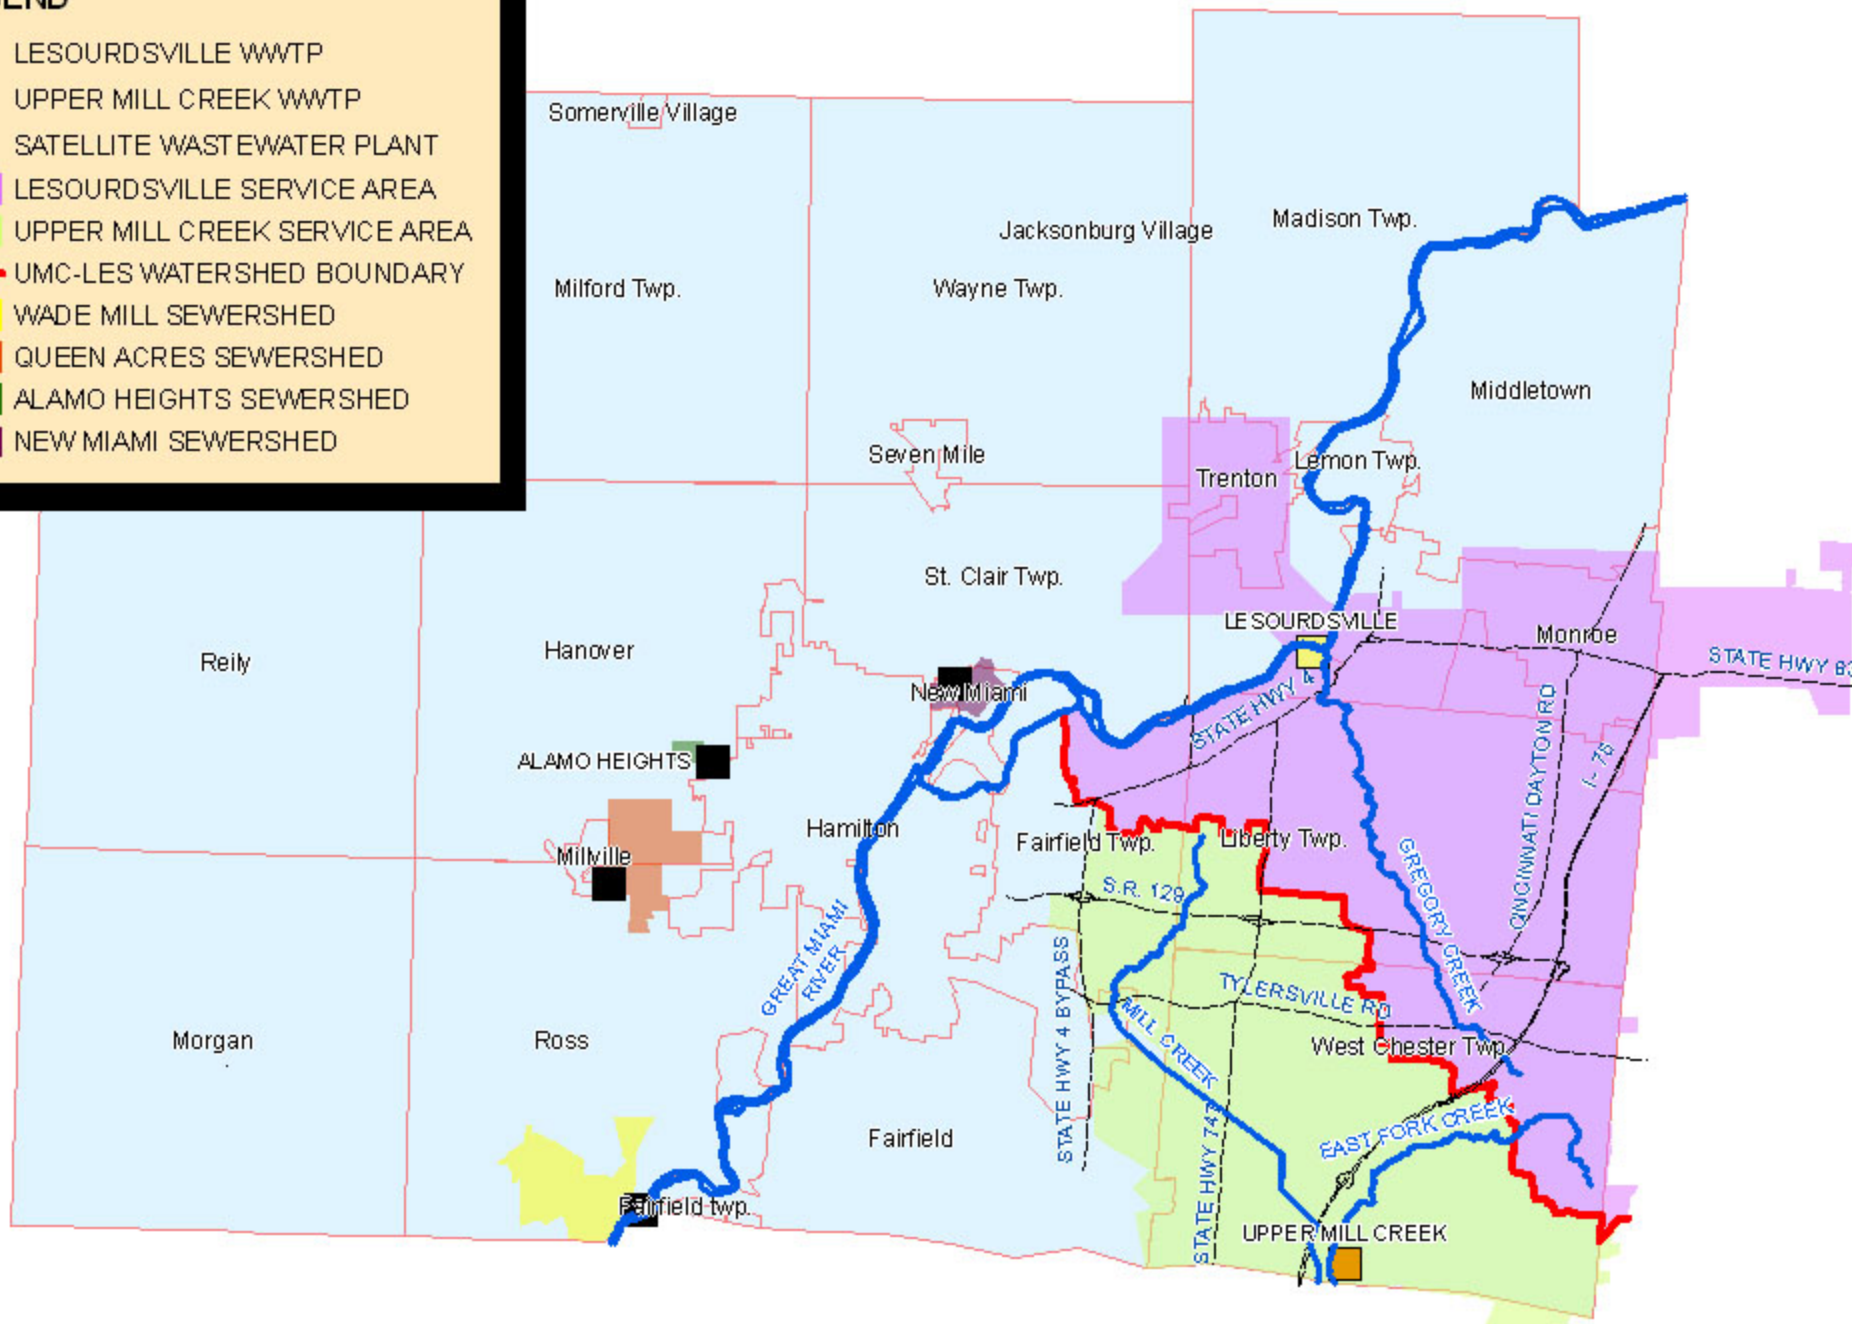 LESOURDSVILLE WWTP
UPPER MILL CREEK WWTP
SATELLITE WASTEWATER PLANT
LESOURDSVILLE SERVICE AREA
UPPER MILL CREEK SERVICE AREA
UMC-LES WATERSHED BOUNDARY
WADE MILL SEWERSHED
QUEEN ACRES SEWERSHED
ALAMO HEIGHTS SEWERSHED
NEW MIAMI SEWERSHED
Somerville Village
Jacksonburg Village
Madison Twp.
Milford Twp.
Wayne Twp.
Middletown
Seven Mile
Trenton
Lemon Twp.
St. Clair Twp.
LESOURDSVILLE
Monroe
Reily
Hanover
STATE HWY 63
New Miami
STATE HWY 4
CINCINNATI DAYTON RD
I-75
ALAMO HEIGHTS
Hamilton
Fairfield Twp.
Liberty Twp.
Millville
S.R. 129
GREGORY CREEK
GREAT MIAMI
RIVER
STATE HWY 4 BYPASS
TYLERSVILLE RD
MILL CREEK
Morgan
Ross
West Chester Twp.
Fairfield
EAST FORK CREEK
STATE HWY 747
Fairfield twp.
UPPER MILL CREEK